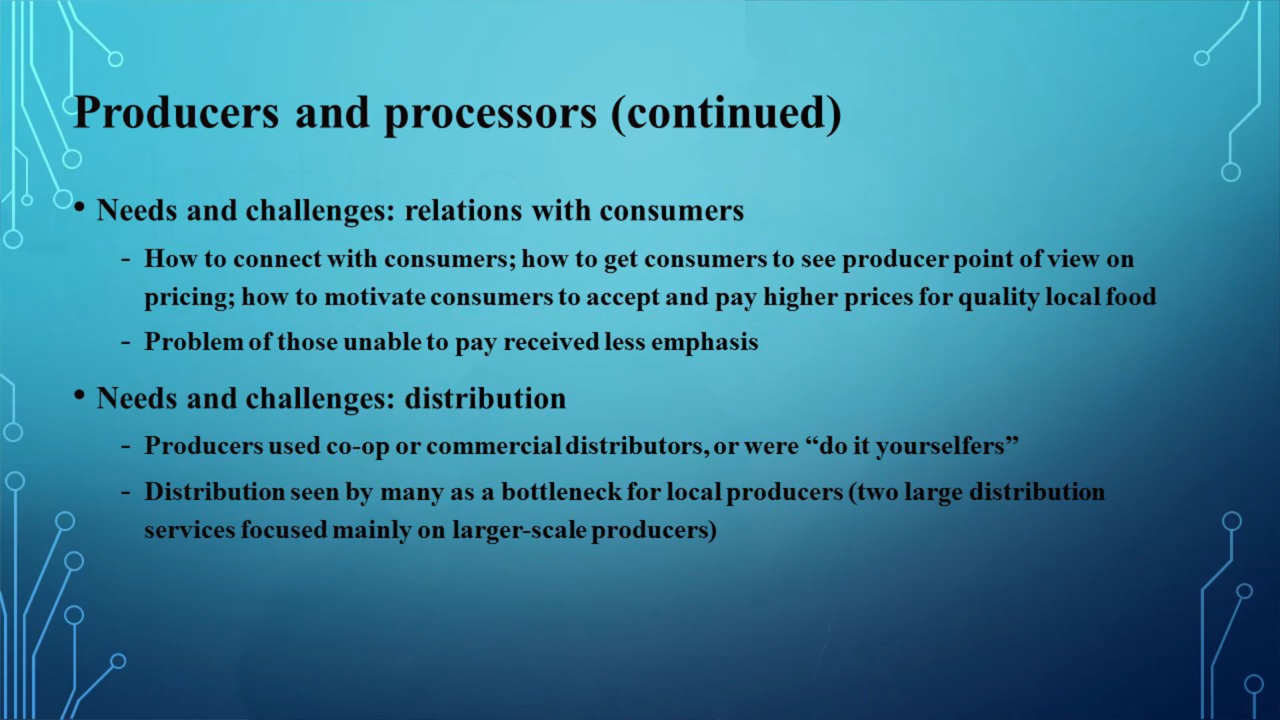 Producers and processors (continued)
• Needs and challenges: relations with consumers
- How to connect with consumers; how to get consumers to see producer point of view on
pricing; how to motivate consumers to accept and pay higher prices for quality local food
- Problem of those unable to pay received less emphasis
• Needs and challenges: distribution
- Producers used co-op or commercial distributors, or were “do it yourselfers”
- Distribution seen by many as a bottleneck for local producers (two large distribution
services focused mainly on larger-scale producers)